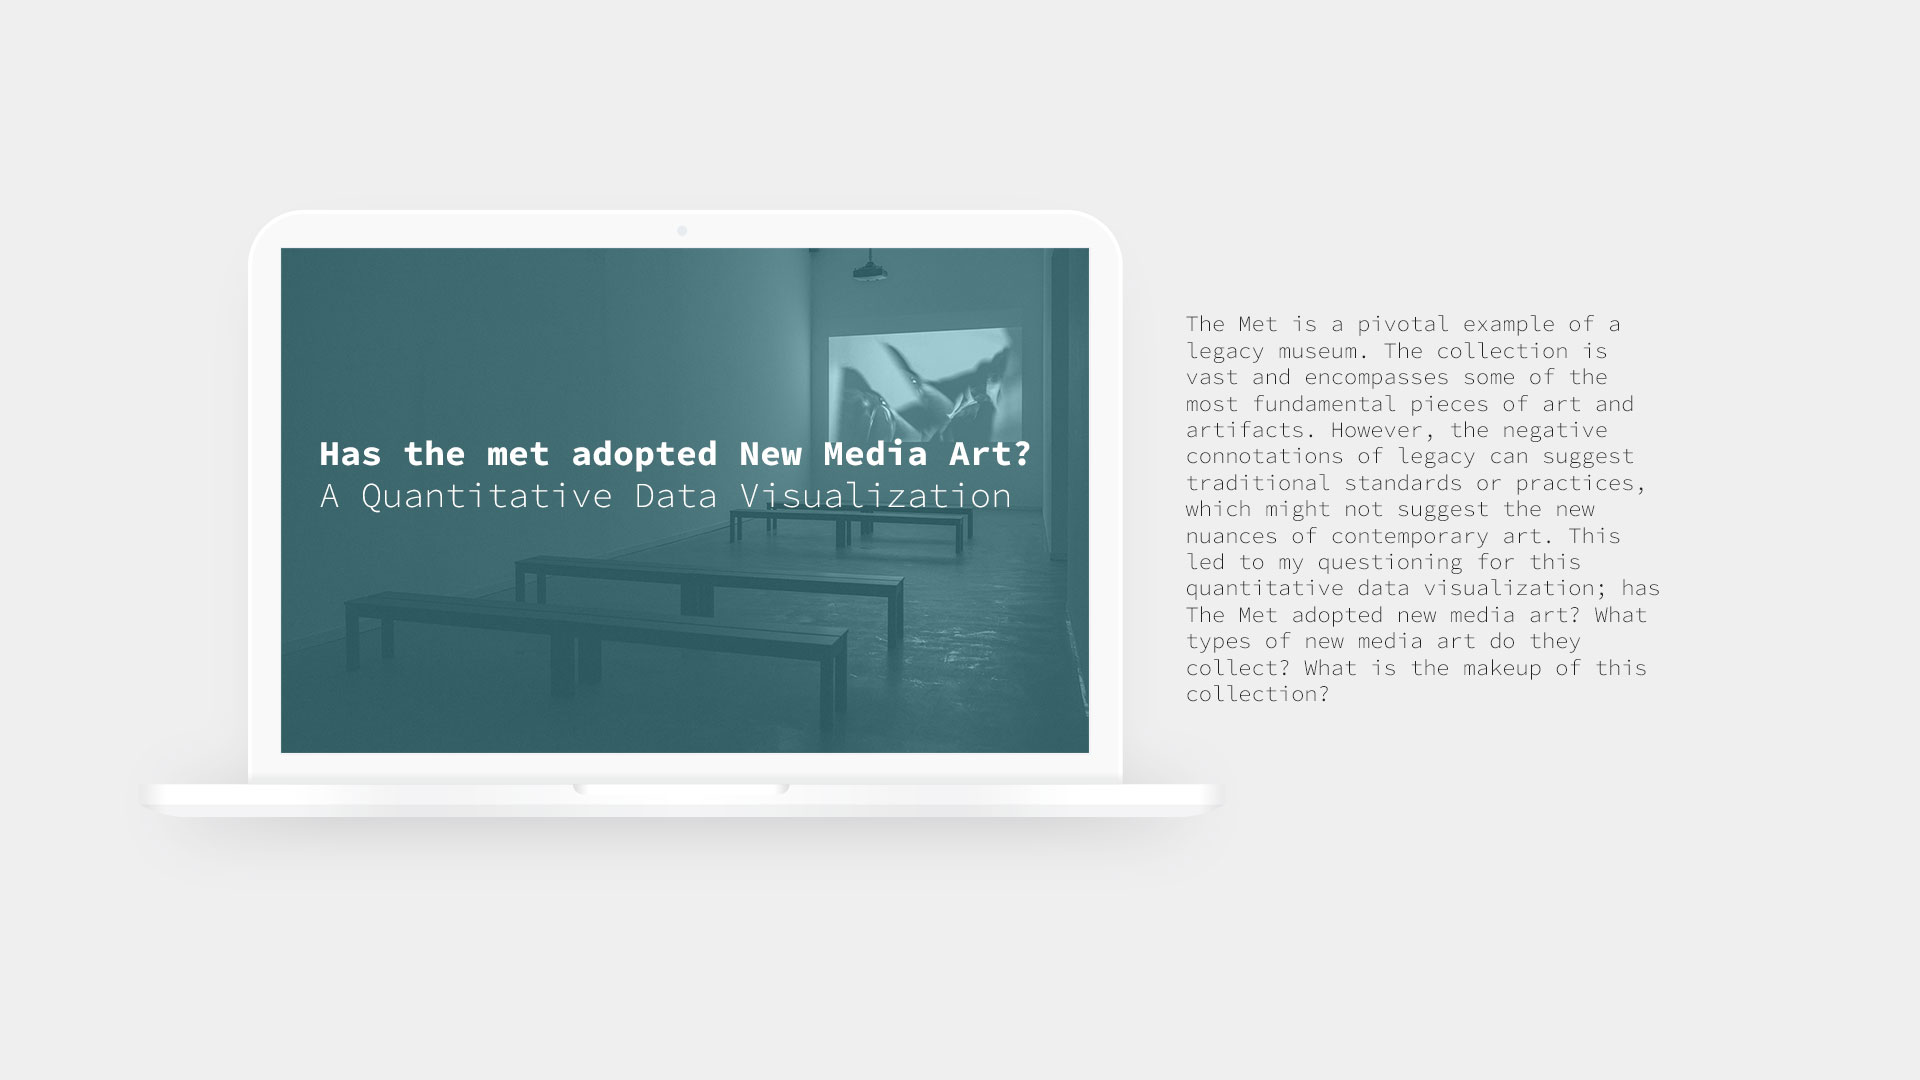 Has the met adopted New Media Art?
A Quantitative Data Visualization
The Met is a pivotal example of a
legacy museum. The collection is
vast and encompasses some of the
most fundamental pieces of art and
artifacts. However, the negative
connotations of legacy can suggest
traditional standards or practices,
which might not suggest the new
nuances of contemporary art. This
led to my questioning for this
quantitative data visualization; has
The Met adopted new media art? What
types of new media art do they
collect? What is the makeup of this
collection?